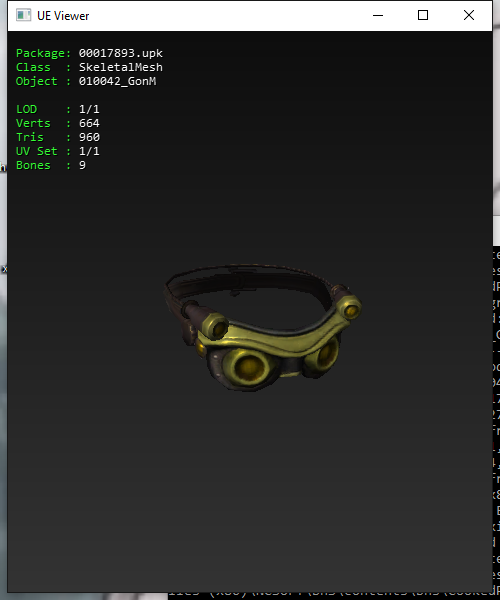 UE Viewer
Package: 00017893.upk
Class  : SkeletalMesh
Object : 010042_GonM
LOD    : 1/1
Verts  : 664
Tris   : 960
UV Set : 1/1
Bones  : 9